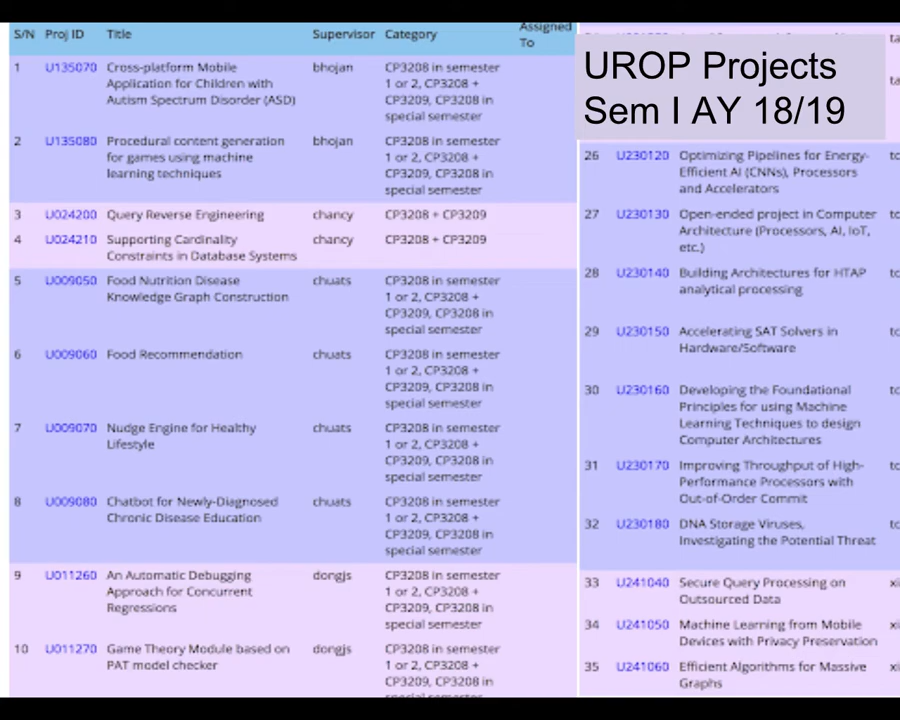 S/N Proj ID Title Supervisor Category Assigned To
1 U135070 Cross-platform Mobile bhojan CP3208 in semester
Application for Children with 1 or 2, CP3208 +
Autism Spectrum Disorder (ASD) CP3209, CP3208 in
special semester
2 U135080 Procedural content generation bhojan CP3208 in semester
for games using machine 1 or 2, CP3208 +
learning techniques CP3209, CP3208 in
special semester
3 U024200 Query Reverse Engineering chancy CP3208 + CP3209
4 U024210 Supporting Cardinality chancy CP3208 + CP3209
Constraints in Database Systems
5 U009050 Food Nutrition Disease chuats CP3208 in semester
Knowledge Graph Construction 1 or 2, CP3208 +
CP3209, CP3208 in
special semester
6 U009060 Food Recommendation chuats CP3208 in semester
1 or 2, CP3208 +
CP3209, CP3208 in
special semester
7 U009070 Nudge Engine for Healthy chuats CP3208 in semester
Lifestyle 1 or 2, CP3208 +
CP3209, CP3208 in
special semester
8 U009080 Chatbot for Newly-Diagnosed chuats CP3208 in semester
Chronic Disease Education 1 or 2, CP3208 +
CP3209, CP3208 in
special semester
9 U011260 An Automatic Debugging dongjs CP3208 in semester
Approach for Concurrent 1 or 2, CP3208 +
Regressions CP3209, CP3208 in
special semester
10 U011270 Game Theory Module based on dongjs CP3208 in semester
PAT model checker 1 or 2, CP3208 +
CP3209, CP3208 in
special semester
UROP Projects
Sem I AY 18/19
26 U230120 Optimizing Pipelines for Energy-
Efficient AI (CNNs), Processors
and Accelerators
27 U230130 Open-ended project in Computer
Architecture (Processors, AI, IoT,
etc.)
28 U230140 Building Architectures for HTAP
analytical processing
29 U230150 Accelerating SAT Solvers in
Hardware/Software
30 U230160 Developing the Foundational
Principles for using Machine
Learning Techniques to design
Computer Architectures
31 U230170 Improving Throughput of High-
Performance Processors with
Out-of-Order Commit
32 U230180 DNA Storage Viruses,
Investigating the Potential Threat
33 U241040 Secure Query Processing on
Outsourced Data
34 U241050 Machine Learning from Mobile
Devices with Privacy Preservation
35 U241060 Efficient Algorithms for Massive
Graphs